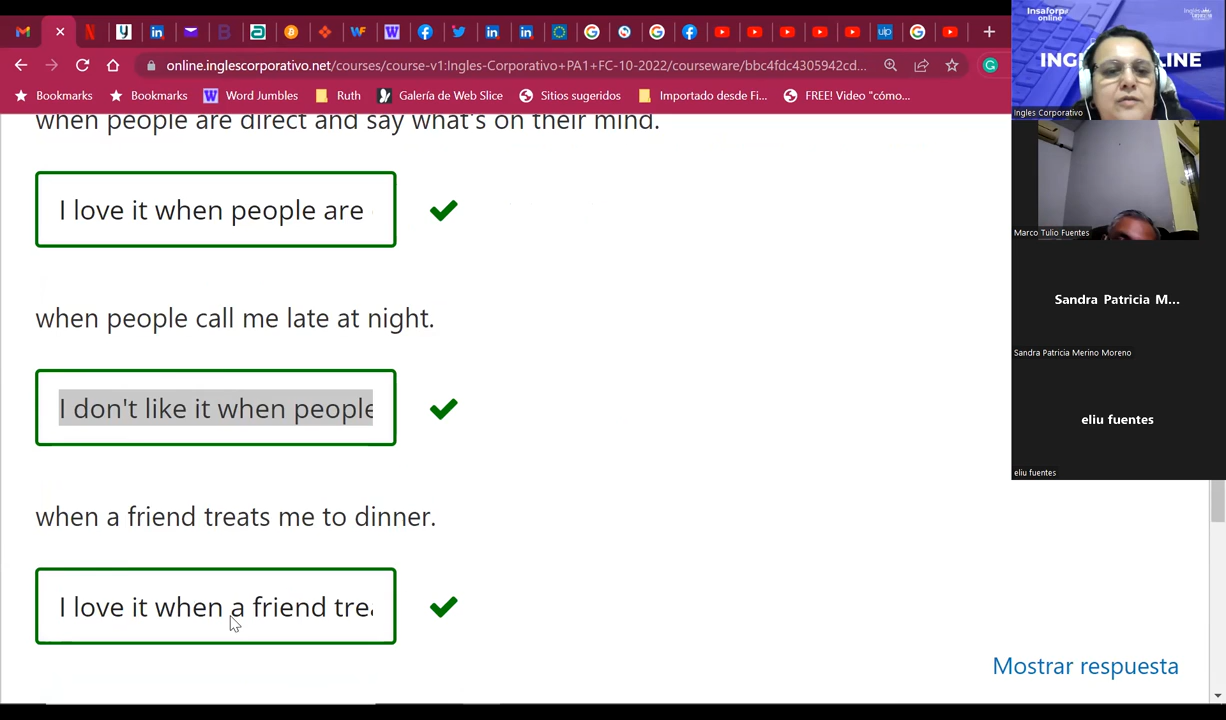 online.inglescorporativo.net/courses/course-v1:Ingles-Corporativo+PA1+FC-10-2022/courseware/bbc4fdc4305942cd...
Bookmarks Bookmarks Word Jumbles Ruth Galería de Web Slice Sitios sugeridos Importado desde Fi... FREE! Video "cómo...
when people are direct and say what's on their mind.
I love it when people are
when people call me late at night.
I don't like it when people
when a friend treats me to dinner.
I love it when a friend trea
Mostrar respuesta
Insaforp
online
Ingles Corporativo
Marco Tulio Fuentes
Sandra Patricia M...
Sandra Patricia Merino Moreno
eliu fuentes
eliu fuentes